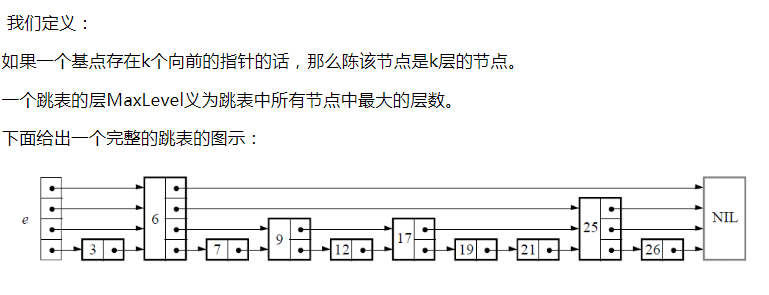 我们定义：
如果一个基点存在k个向前的指针的话，那么陈该节点是k层的节点。
一个跳表的层MaxLevel义为跳表中所有节点中最大的层数。
下面给出一个完整的跳表的图示：
e 3 6 7 9 12 17 19 21 25 26 NIL